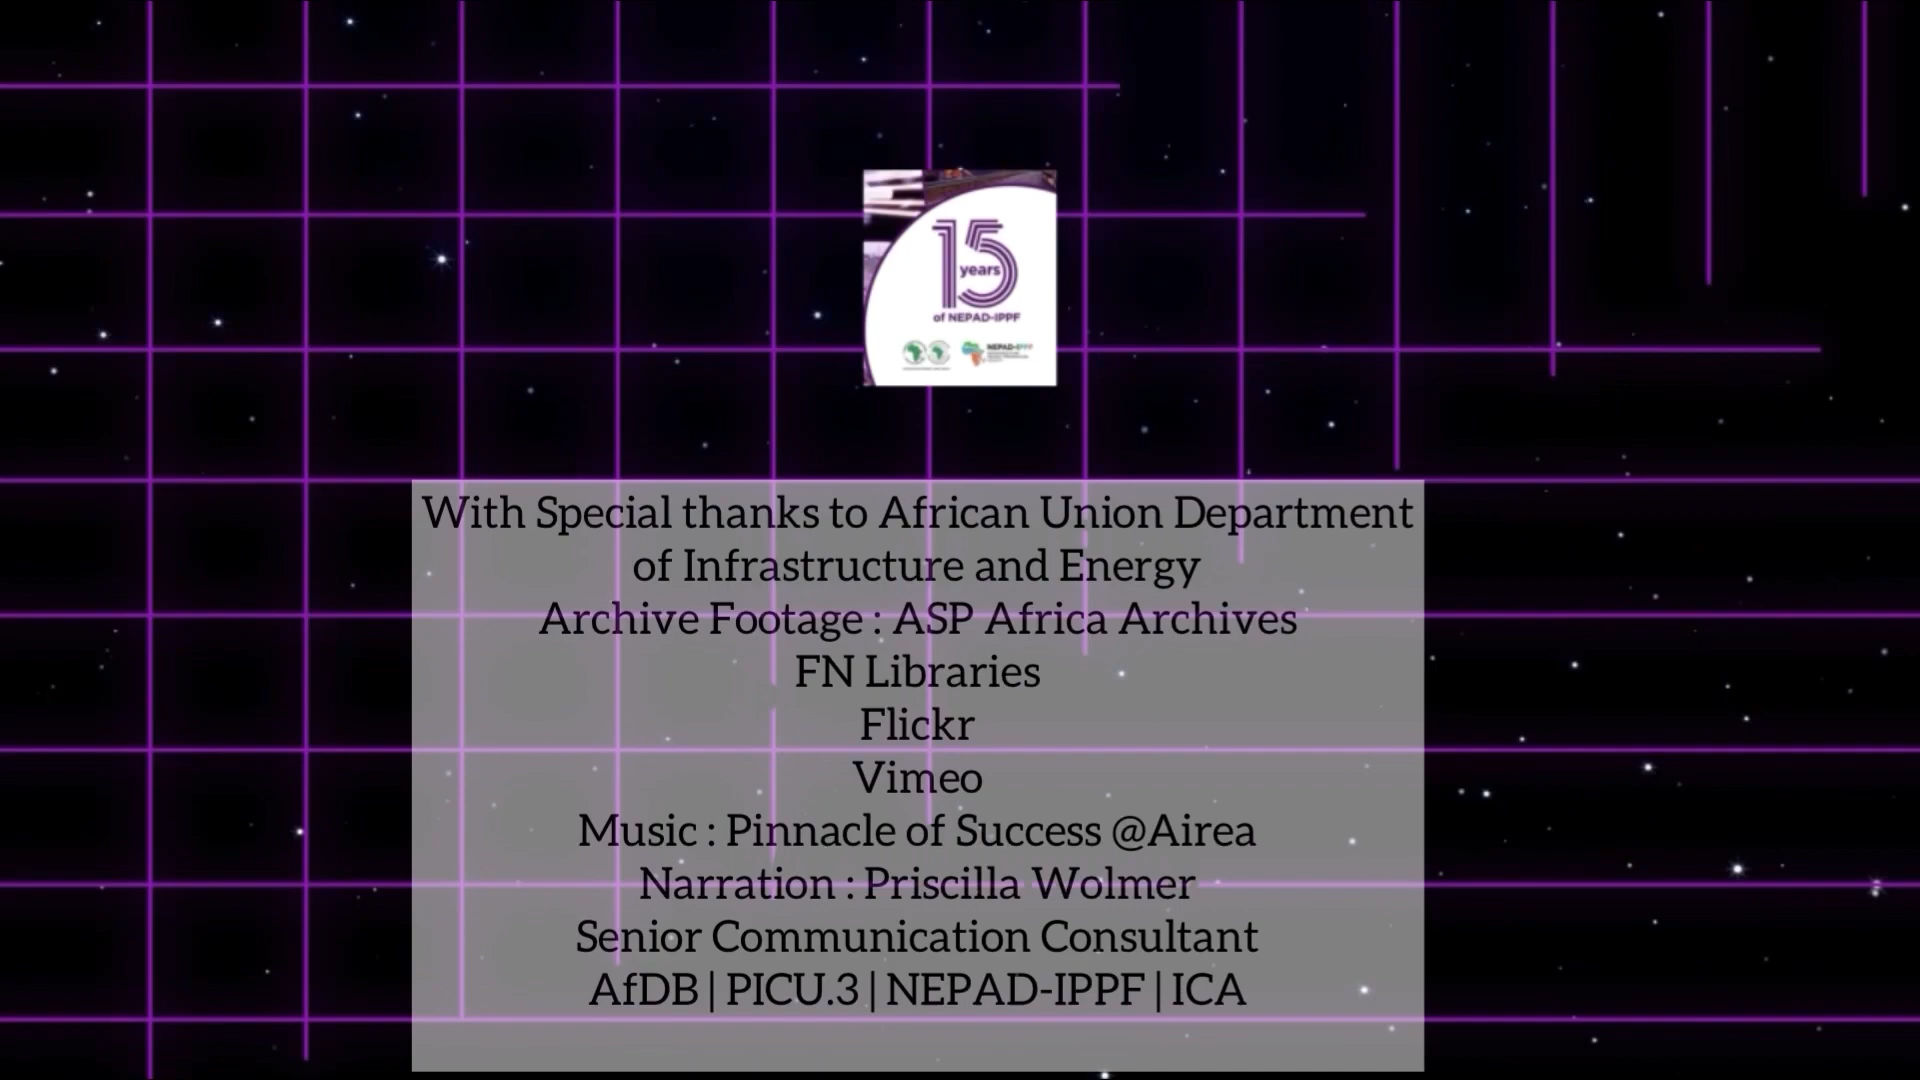 15
years
of NEPAD-IPPF
NEPAD-IPPF
With Special thanks to African Union Department
of Infrastructure and Energy
Archive Footage : ASP Africa Archives
FN Libraries
Flickr
Vimeo
Music : Pinnacle of Success @Airea
Narration : Priscilla Wolmer
Senior Communication Consultant
AfDB | PICU.3 | NEPAD-IPPF | ICA